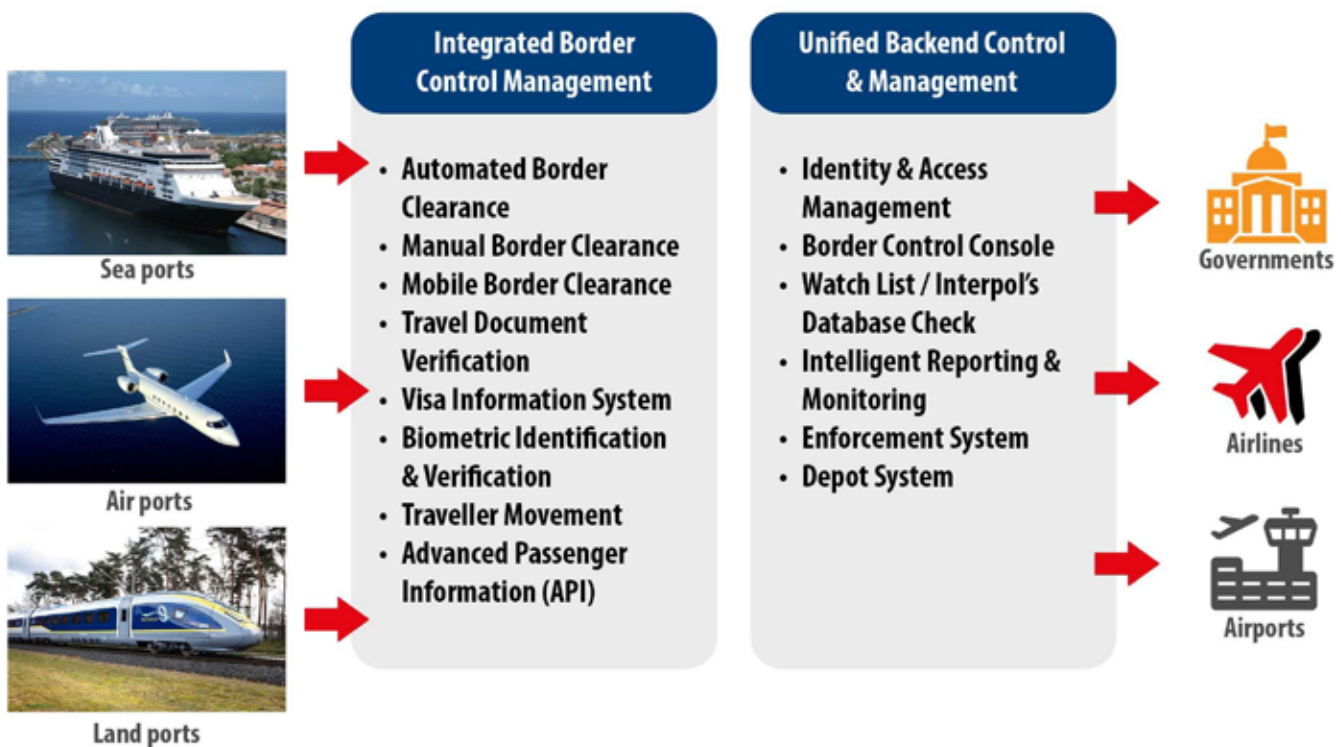 Integrated Border
Control Management
Unified Backend Control
& Management
Sea ports
Air ports
Land ports
• Automated Border
Clearance
• Manual Border Clearance
• Mobile Border Clearance
• Travel Document
Verification
• Visa Information System
• Biometric Identification
& Verification
• Traveller Movement
• Advanced Passenger
Information (API)
• Identity & Access
Management
• Border Control Console
• Watch List / Interpol's
Database Check
• Intelligent Reporting &
Monitoring
• Enforcement System
• Depot System
Governments
Airlines
Airports